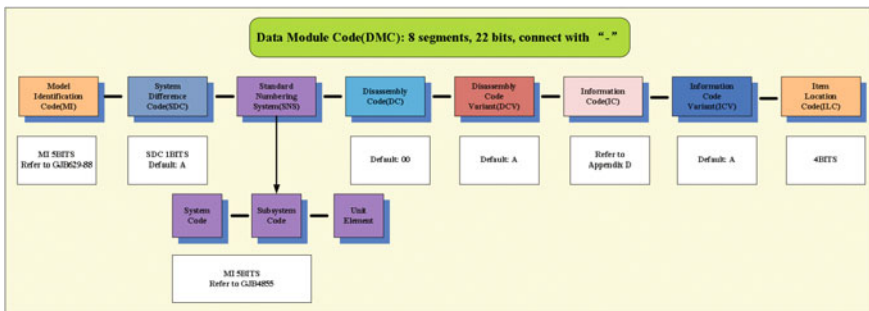 Data Module Code(DMC): 8 segments, 22 bits, connect with “-”
Model
Identification
Code(MI)
System
Difference
Code(SDC)
Standard
Numbering
System(SNS)
Disassembly
Code(DC)
Disassembly
Code
Variant(DCV)
Information
Code(IC)
Information Code
Variant(ICV)
Item
Location
Code(ILC)
MI 5BITS
Refer to GJB629-88
SDC 1BITS
Default: A
Default: 00
Default: A
Refer to
Appendix D
Default: A
4BITS
System
Code
Subsystem
Code
Unit
Element
MI 5BITS
Refer to GJB4855